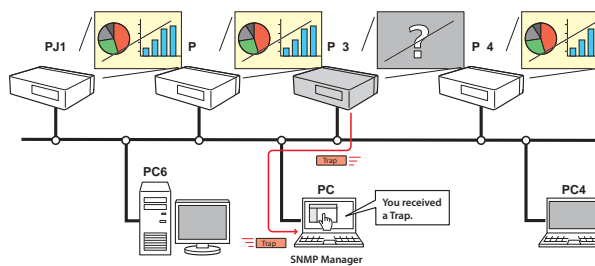 PJ1
P
P 3
P 4
?
Trap
PC6
PC
PC4
You received
a Trap.
Trap
SNMP Manager